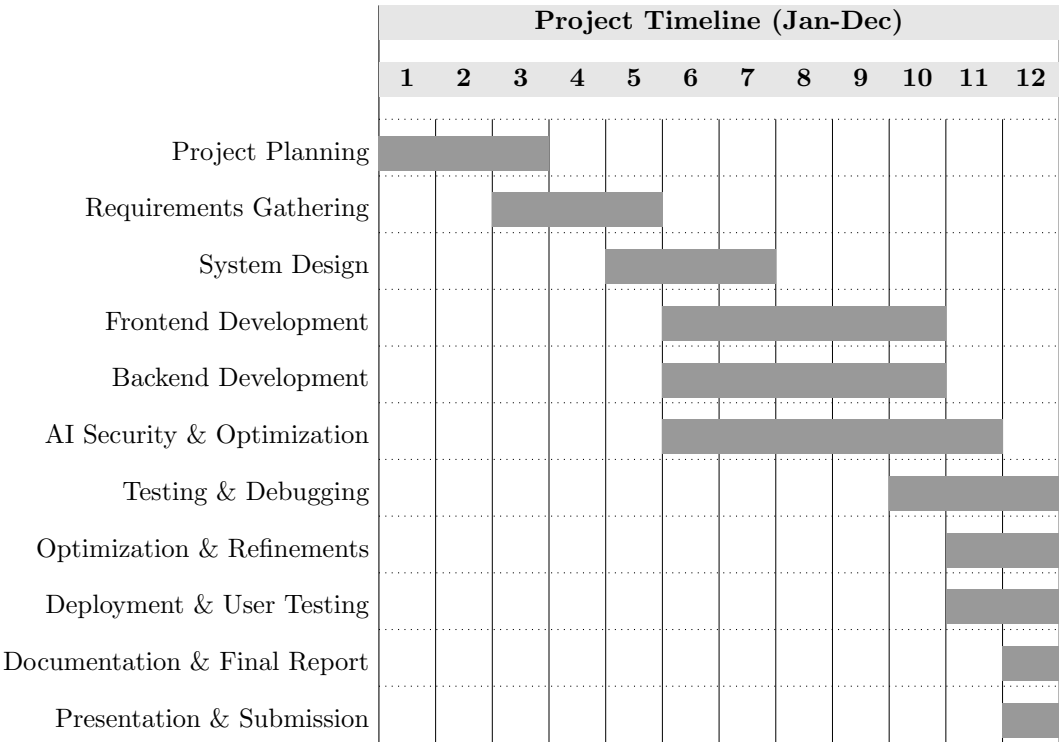 Project Timeline (Jan-Dec)
1 2 3 4 5 6 7 8 9 10 11 12
Project Planning
Requirements Gathering
System Design
Frontend Development
Backend Development
AI Security & Optimization
Testing & Debugging
Optimization & Refinements
Deployment & User Testing
Documentation & Final Report
Presentation & Submission